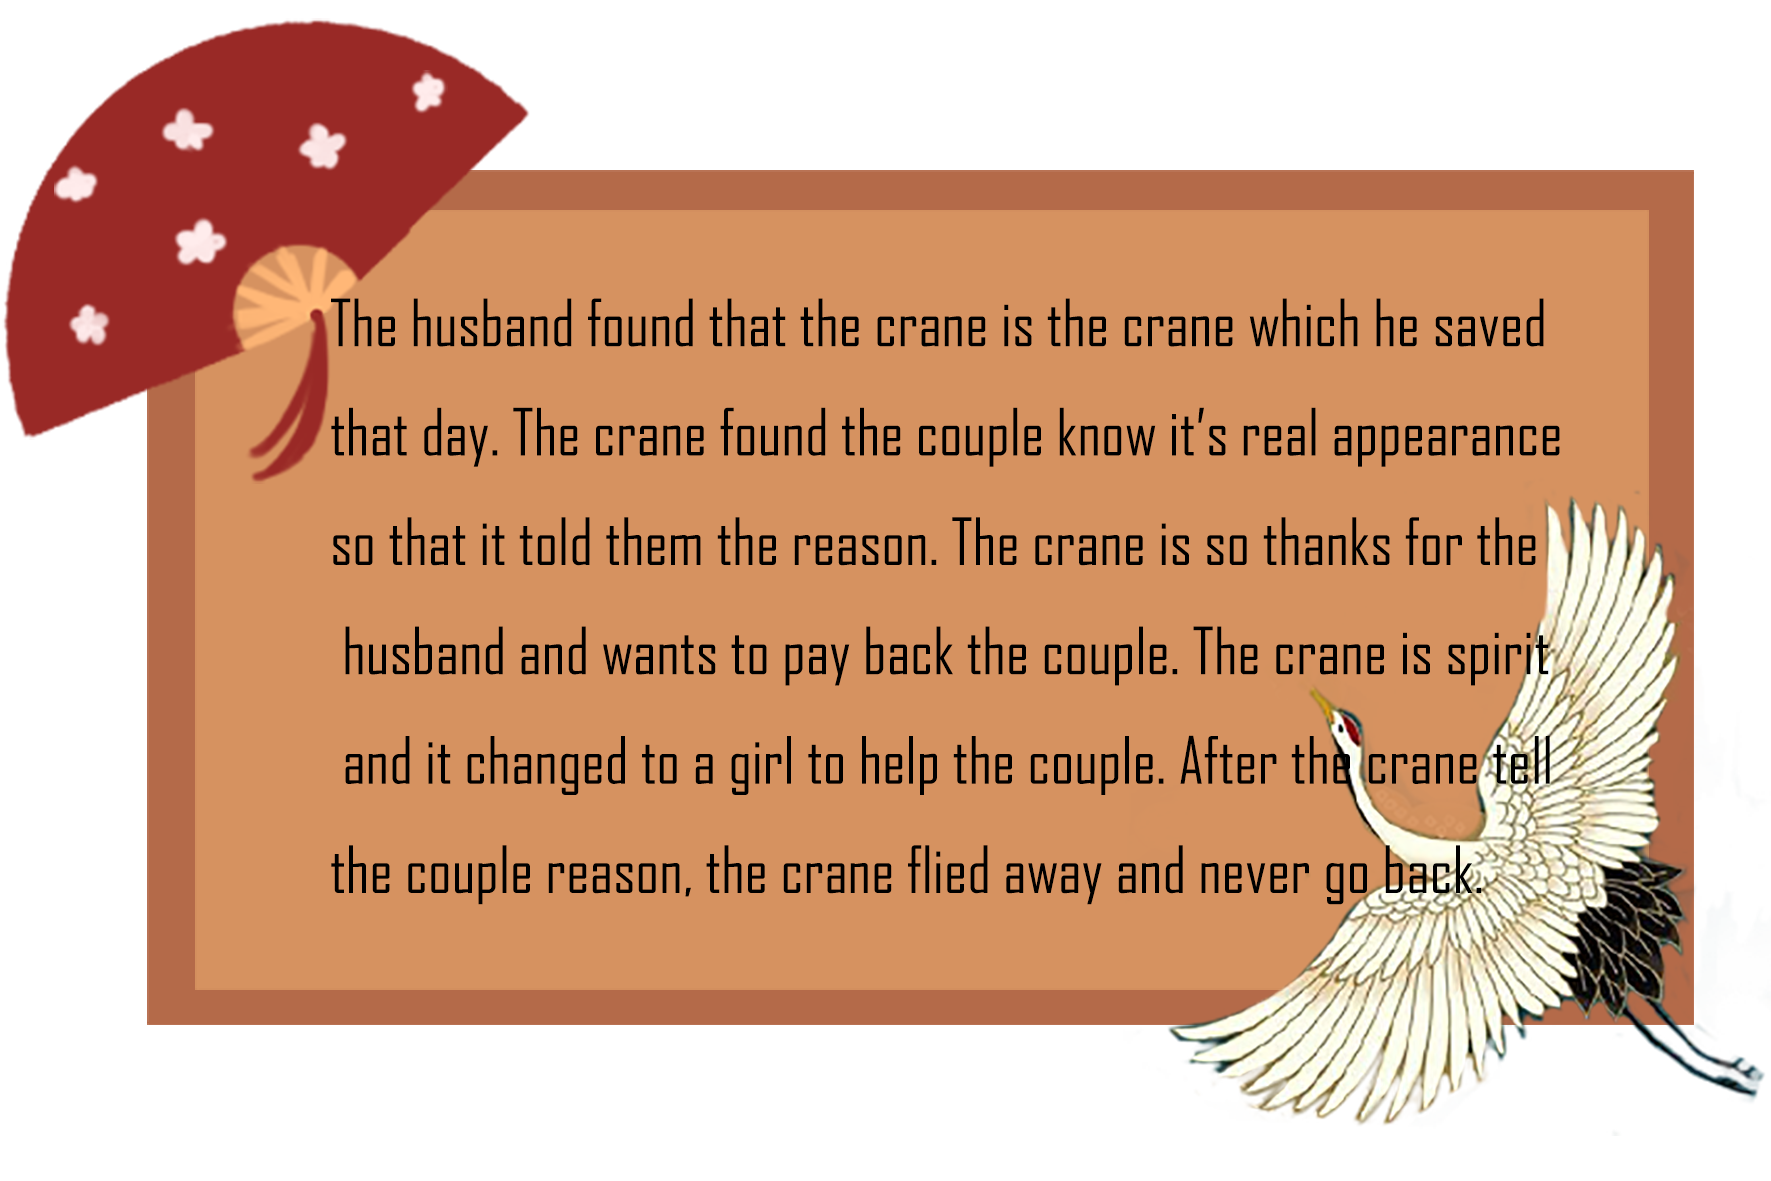 The husband found that the crane is the crane which he saved
that day. The crane found the couple know it’s real appearance
so that it told them the reason. The crane is so thanks for the
husband and wants to pay back the couple. The crane is spirit
and it changed to a girl to help the couple. After the crane tell
the couple reason, the crane flied away and never go back.